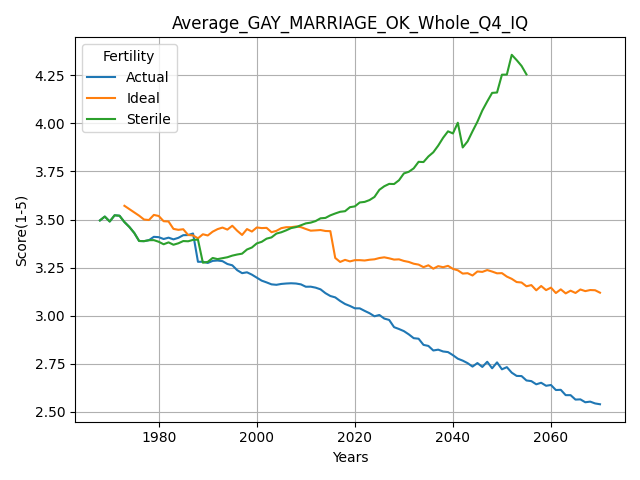 Average_GAY_MARRIAGE_OK_Whole_Q4_IQ
Fertility
Actual
Ideal
Sterile
Score(1-5)
4.25
4.00
3.75
3.50
3.25
3.00
2.75
2.50
1980 2000 2020 2040 2060
Years